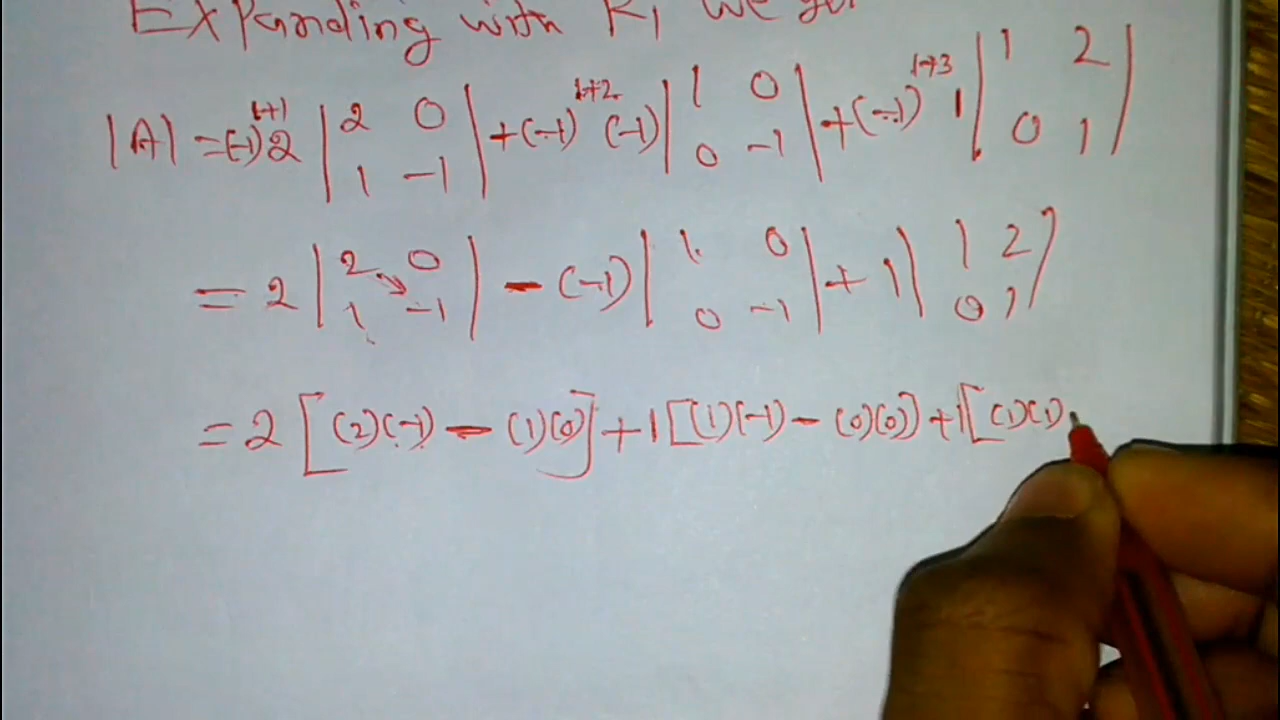 Expanding with R1 we get
|A| = (-1)^1+1 2 |2 0; 1 -1| + (-1)^1+2 (-1) |1 0; 0 -1| + (-1)^1+3 1 |1 2; 0 1|
= 2 |2 0; 1 -1| - (-1) |1 0; 0 -1| + 1 |1 2; 0 1|
= 2 [(2)(-1) - (1)(0)] + 1 [(1)(-1) - (0)(0)] + 1 [(1)(1)